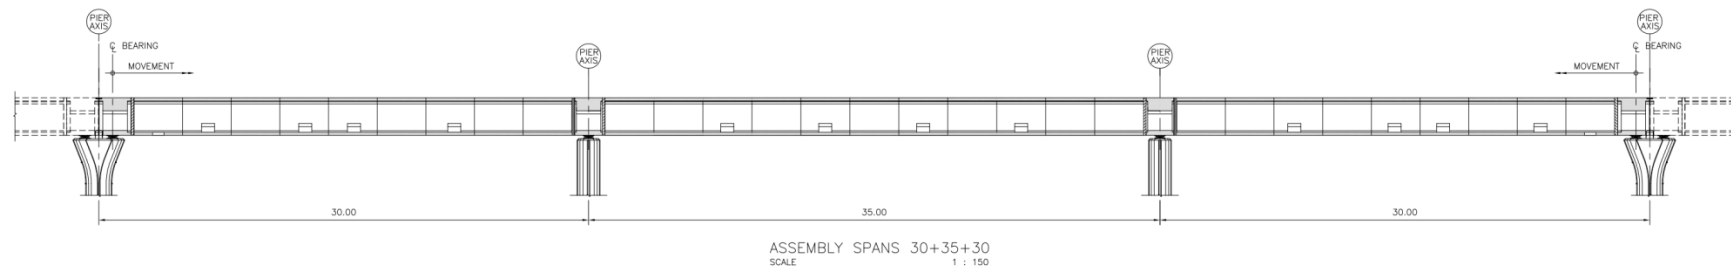 PIER
AXIS
PIER
AXIS
℄ BEARING
℄ BEARING
PIER
AXIS
PIER
AXIS
MOVEMENT
MOVEMENT
30.00
35.00
30.00
ASSEMBLY SPANS 30+35+30
SCALE 1 : 150